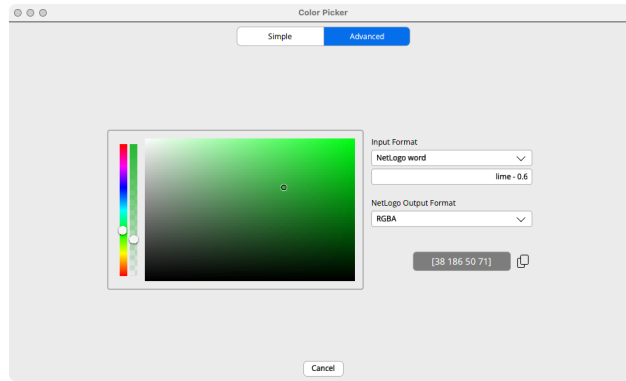 Color Picker
Simple
Advanced
Input Format
NetLogo word
lime - 0.6
NetLogo Output Format
RGBA
[38 186 50 71]
Cancel